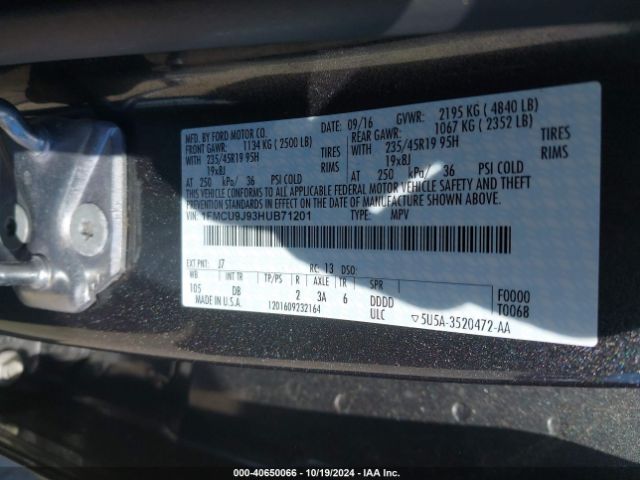 MFD. BY FORD MOTOR CO.
DATE: 09/16 GVWR: 2195 KG ( 4840 LB)
FRONT GAWR: 1134 KG ( 2500 LB)
REAR GAWR: 1067 KG ( 2352 LB)
WITH 235/45R19 95H TIRES
WITH 235/45R19 95H TIRES
19x8J RIMS
19x8J RIMS
AT 250 kPa/ 36 PSI COLD
AT 250 kPa/ 36 PSI COLD
THIS VEHICLE CONFORMS TO ALL APPLICABLE FEDERAL MOTOR VEHICLE SAFETY AND THEFT
PREVENTION STANDARDS IN EFFECT ON THE DATE OF MANUFACTURE SHOWN ABOVE.
1FMCU9J93HUB71201 TYPE: MPV
EXT PNT: J7 RC: 13 DSO:
WB INT TR TP/PS R AXLE TR SPR
105 DB 2 3A 6 DDDD F0000
MADE IN U.S.A. 1201609232164 ULC T0068
▽5U5A-3520472-AA
00-40650066 - 10/19/2024 - IAA Inc.